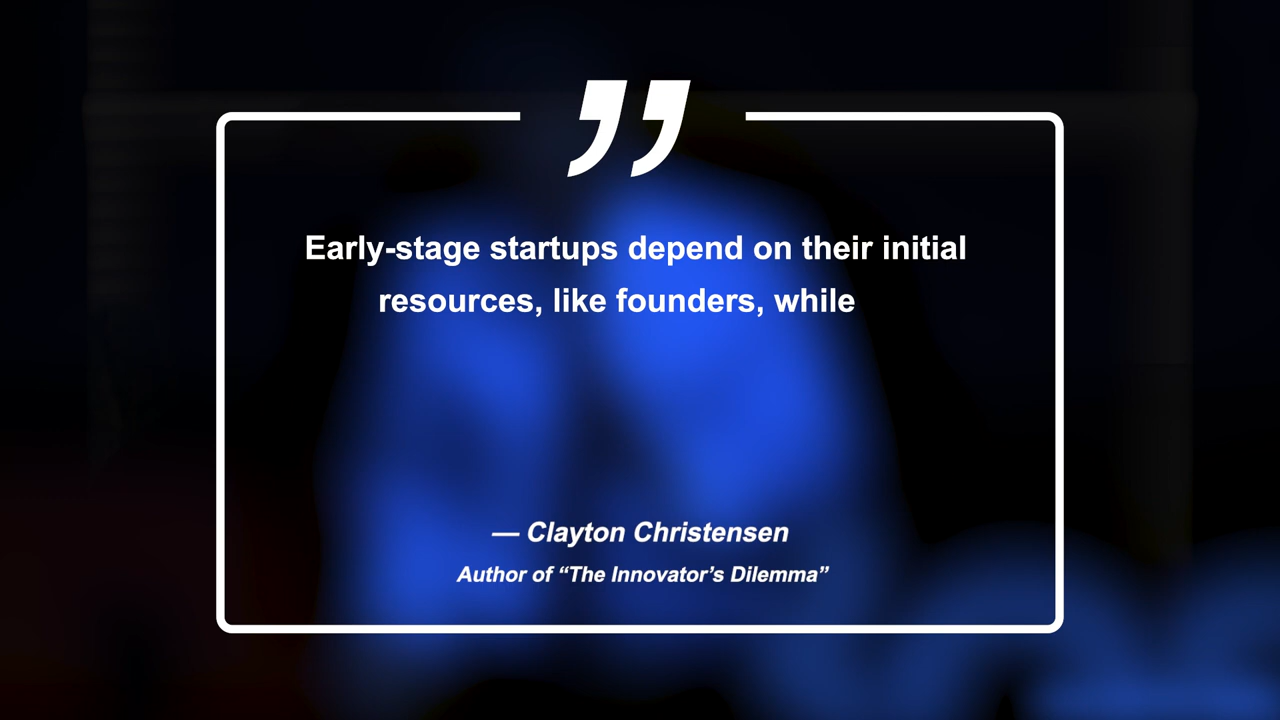 ”
Early-stage startups depend on their initial
resources, like founders, while
— Clayton Christensen
Author of “The Innovator’s Dilemma”